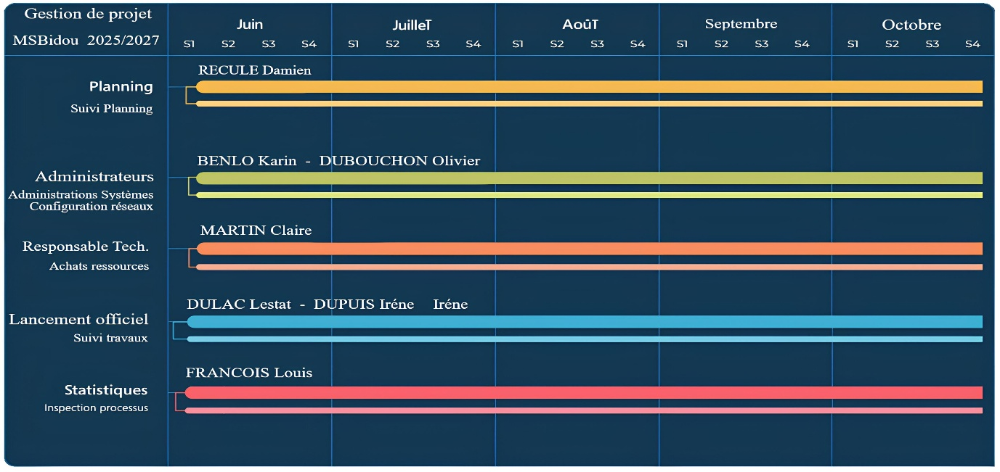 Gestion de projet
MSBidou 2025/2027
Juin
JuilleT
AoûT
Septembre
Octobre
S1 S2 S3 S4 S1 S2 S3 S4 S1 S2 S3 S4 S1 S2 S3 S4 S1 S2 S3 S4
RECULE Damien
Planning
Suivi Planning
BENLO Karin - DUBOUCHON Olivier
Administrateurs
Administrations Systèmes
Configuration réseaux
MARTIN Claire
Responsable Tech.
Achats ressources
DULAC Lestat - DUPUIS Iréne Iréne
Lancement officiel
Suivi travaux
FRANCOIS Louis
Statistiques
Inspection processus